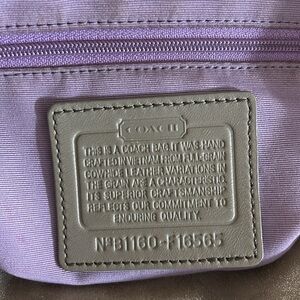 COACH
THIS IS A COACH BAG.IT WAS HAND
CRAFTED IN VIETNAM FROM FULL-GRAIN
COWHIDE LEATHER VARIATIONS IN
THE GRAIN ARE A CHARACTERISTIC
ITS SUPERIOR CRAFTSMANSHIP
REFLECTS OUR COMMITMENT TO
ENDURING QUALITY.
NºB1160-F16565